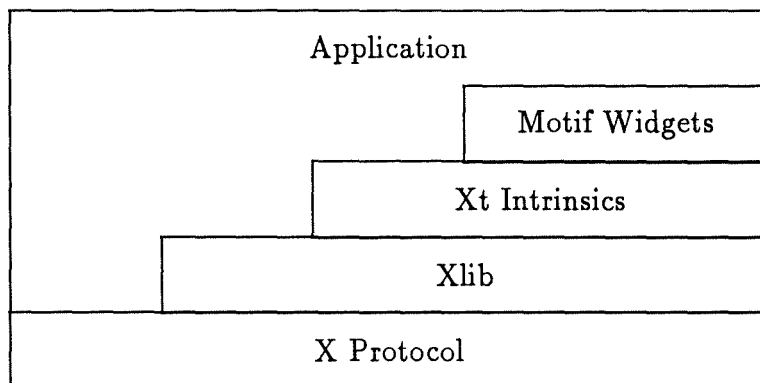 Application
Motif Widgets
Xt Intrinsics
Xlib
X Protocol